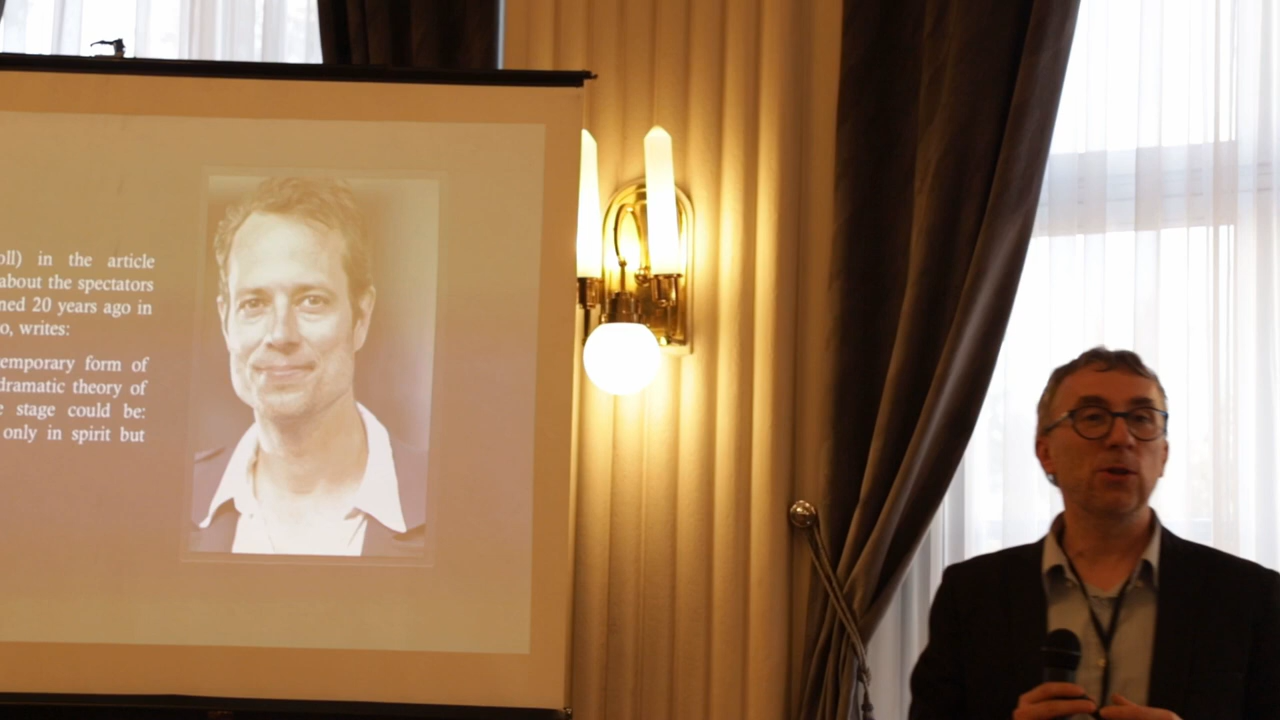 oll) in the article
about the spectators
ned 20 years ago in
o, writes:
emporary form of
dramatic theory of
e stage could be:
only in spirit but